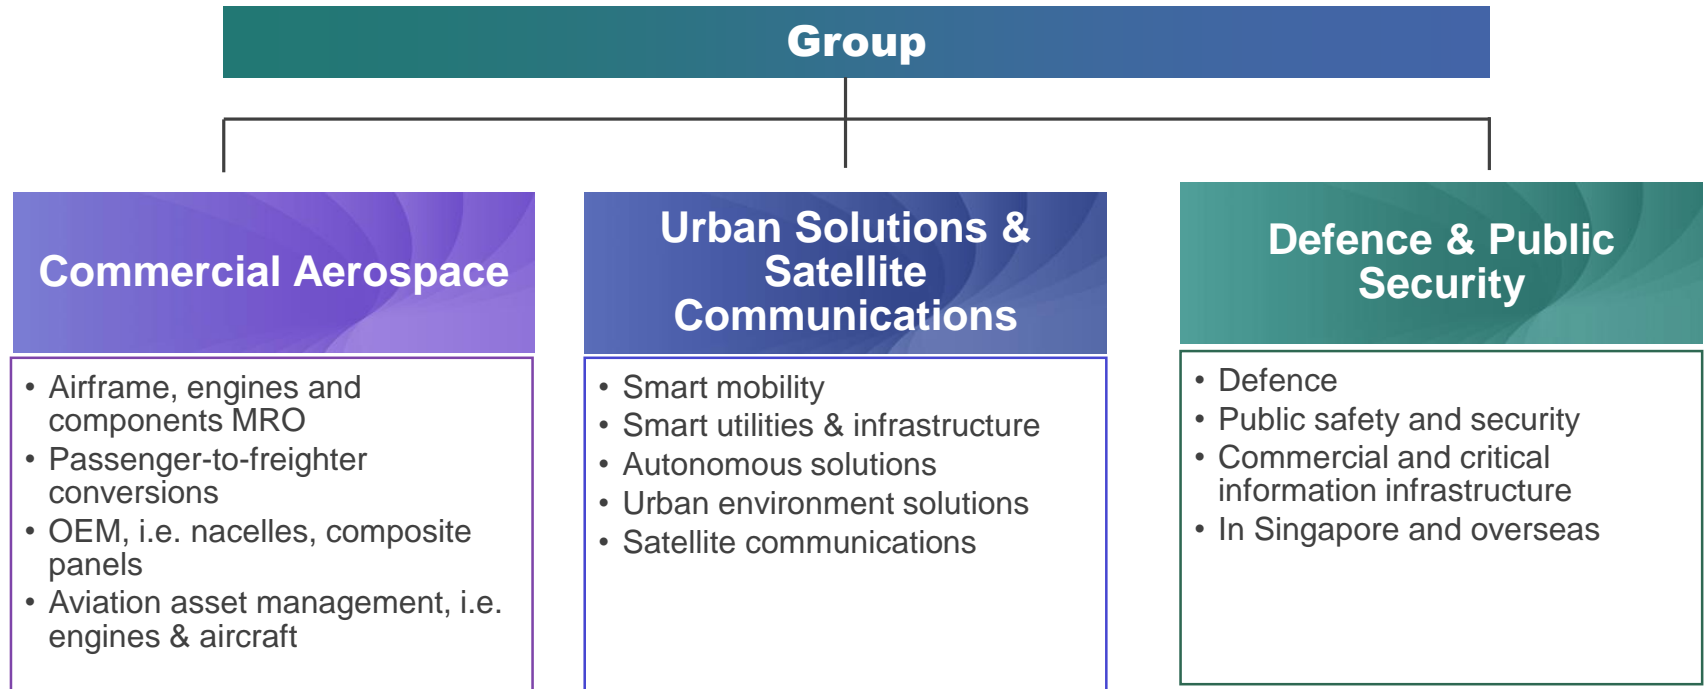 Group
Commercial Aerospace
• Airframe, engines and
components MRO
• Passenger-to-freighter
conversions
• OEM, i.e. nacelles, composite
panels
• Aviation asset management, i.e.
engines & aircraft
Urban Solutions &
Satellite
Communications
• Smart mobility
• Smart utilities & infrastructure
• Autonomous solutions
• Urban environment solutions
• Satellite communications
Defence & Public
Security
• Defence
• Public safety and security
• Commercial and critical
information infrastructure
• In Singapore and overseas